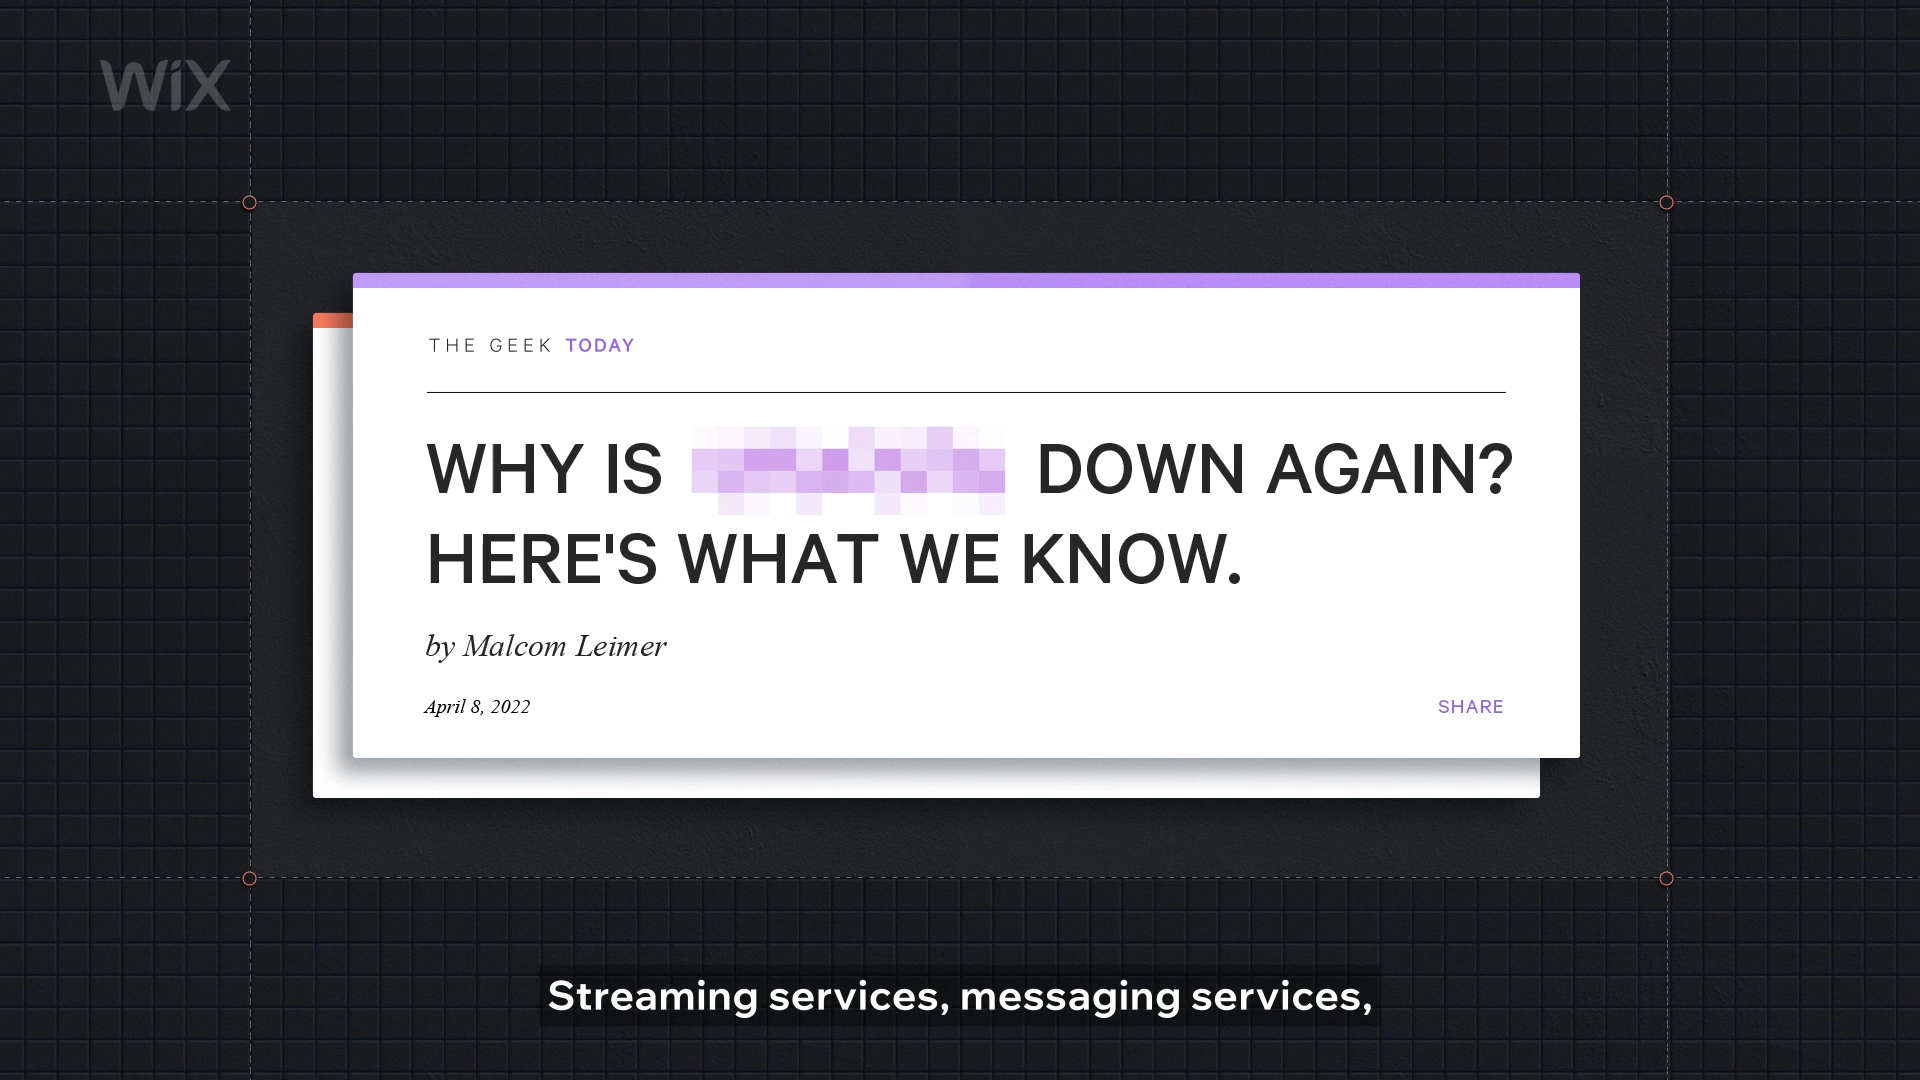 WiX
THE GEEK TODAY
WHY IS DOWN AGAIN?
HERE'S WHAT WE KNOW.
by Malcom Leimer
April 8, 2022
SHARE
Streaming services, messaging services,